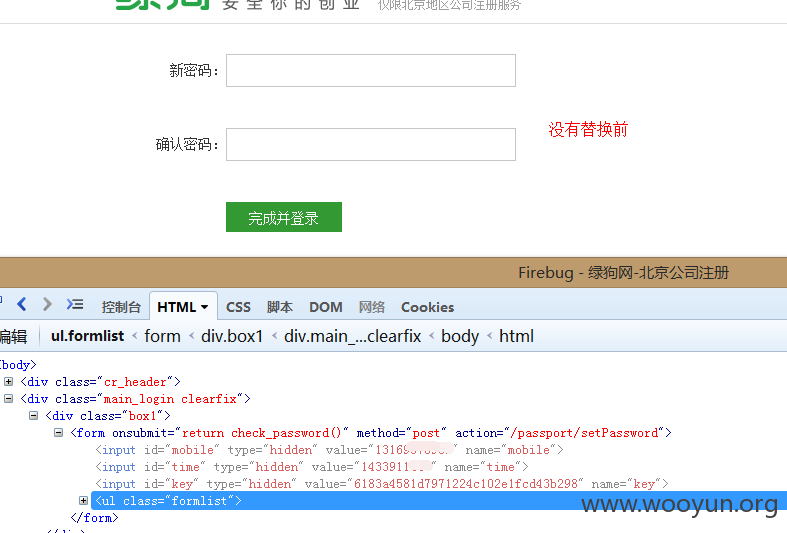 绿狗 安全你的创业 仅限北京地区公司注册服务
新密码：
没有替换前
确认密码：
完成并登录
Firebug - 绿狗网-北京公司注册
控制台 HTML CSS 脚本 DOM 网络 Cookies
编辑 ul.formlist < form < div.box1 < div.main_...clearfix < body < html
body>
<div class="cr_header">
<div class="main_login clearfix">
<div class="box1">
<form onsubmit="return check_password()" method="post" action="/passport/setPassword">
<input id="mobile" type="hidden" value="1316 " name="mobile">
<input id="time" type="hidden" value="143391 " name="time">
<input id="key" type="hidden" value="6183a4581d7971224c102e1fcd43b298" name="key">
<ul class="formlist">
www.wooyun.org
</form>